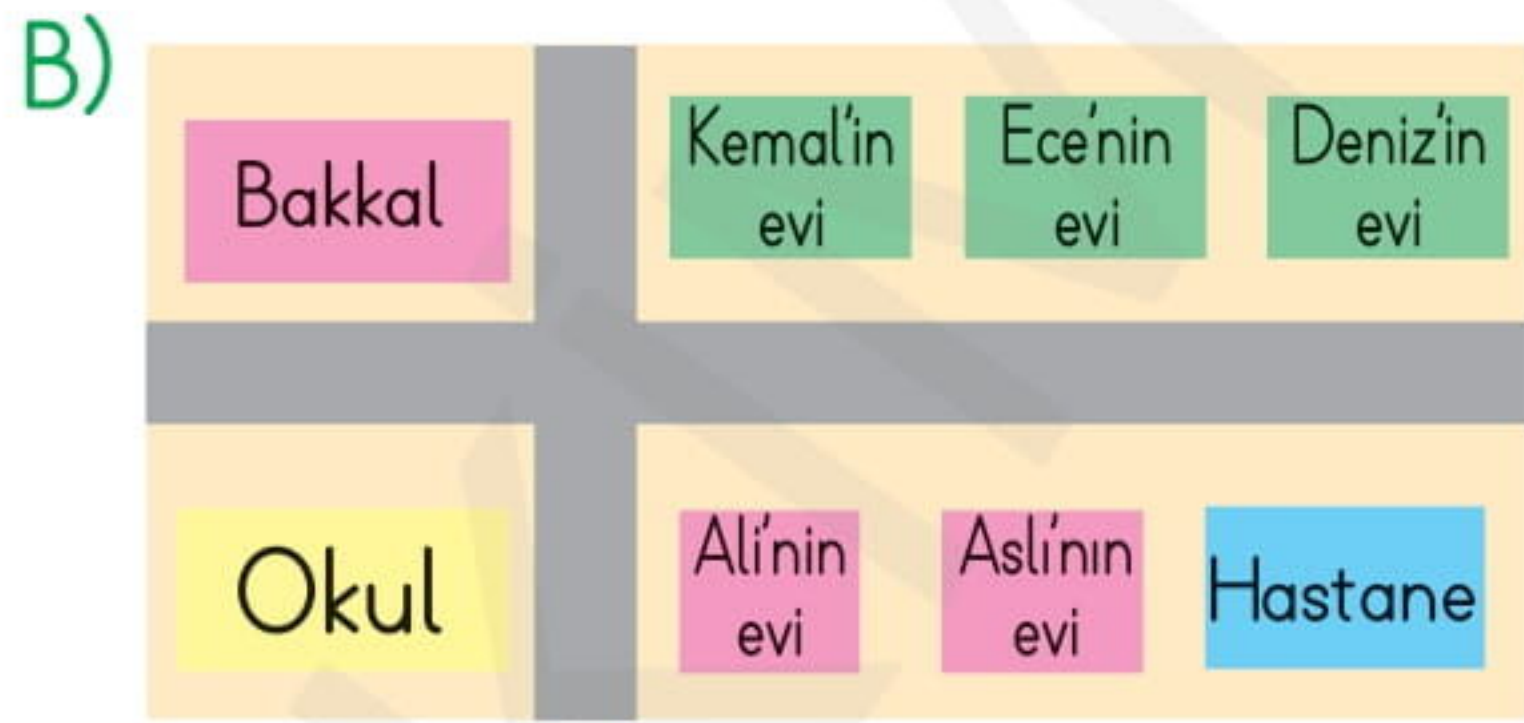 B)
Bakkal
Kemal'in
evi
Ece'nin
evi
Deniz'in
evi
Okul
Ali'nin
evi
Aslı'nın
evi
Hastane